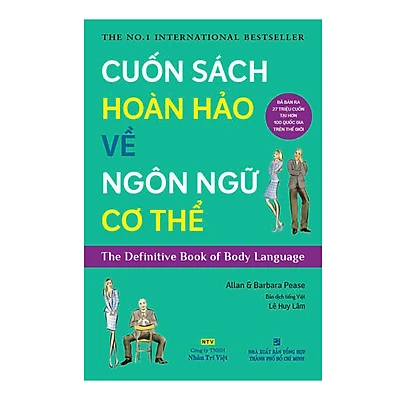 THE NO.1 INTERNATIONAL BESTSELLER
CUỐN SÁCH
HOÀN HẢO
VỀ
NGÔN NGỮ
CƠ THỂ
ĐÃ BÁN RA
27 TRIỆU CUỐN
TẠI HƠN
100 QUỐC GIA
TRÊN THẾ GIỚI
The Definitive Book of Body Language
Allan & Barbara Pease
Bản dịch tiếng Việt
Lê Huy Lâm
NTV
Công ty TNHH
Nhân Trí Việt
NHÀ XUẤT BẢN TỔNG HỢP
THÀNH PHỐ HỒ CHÍ MINH